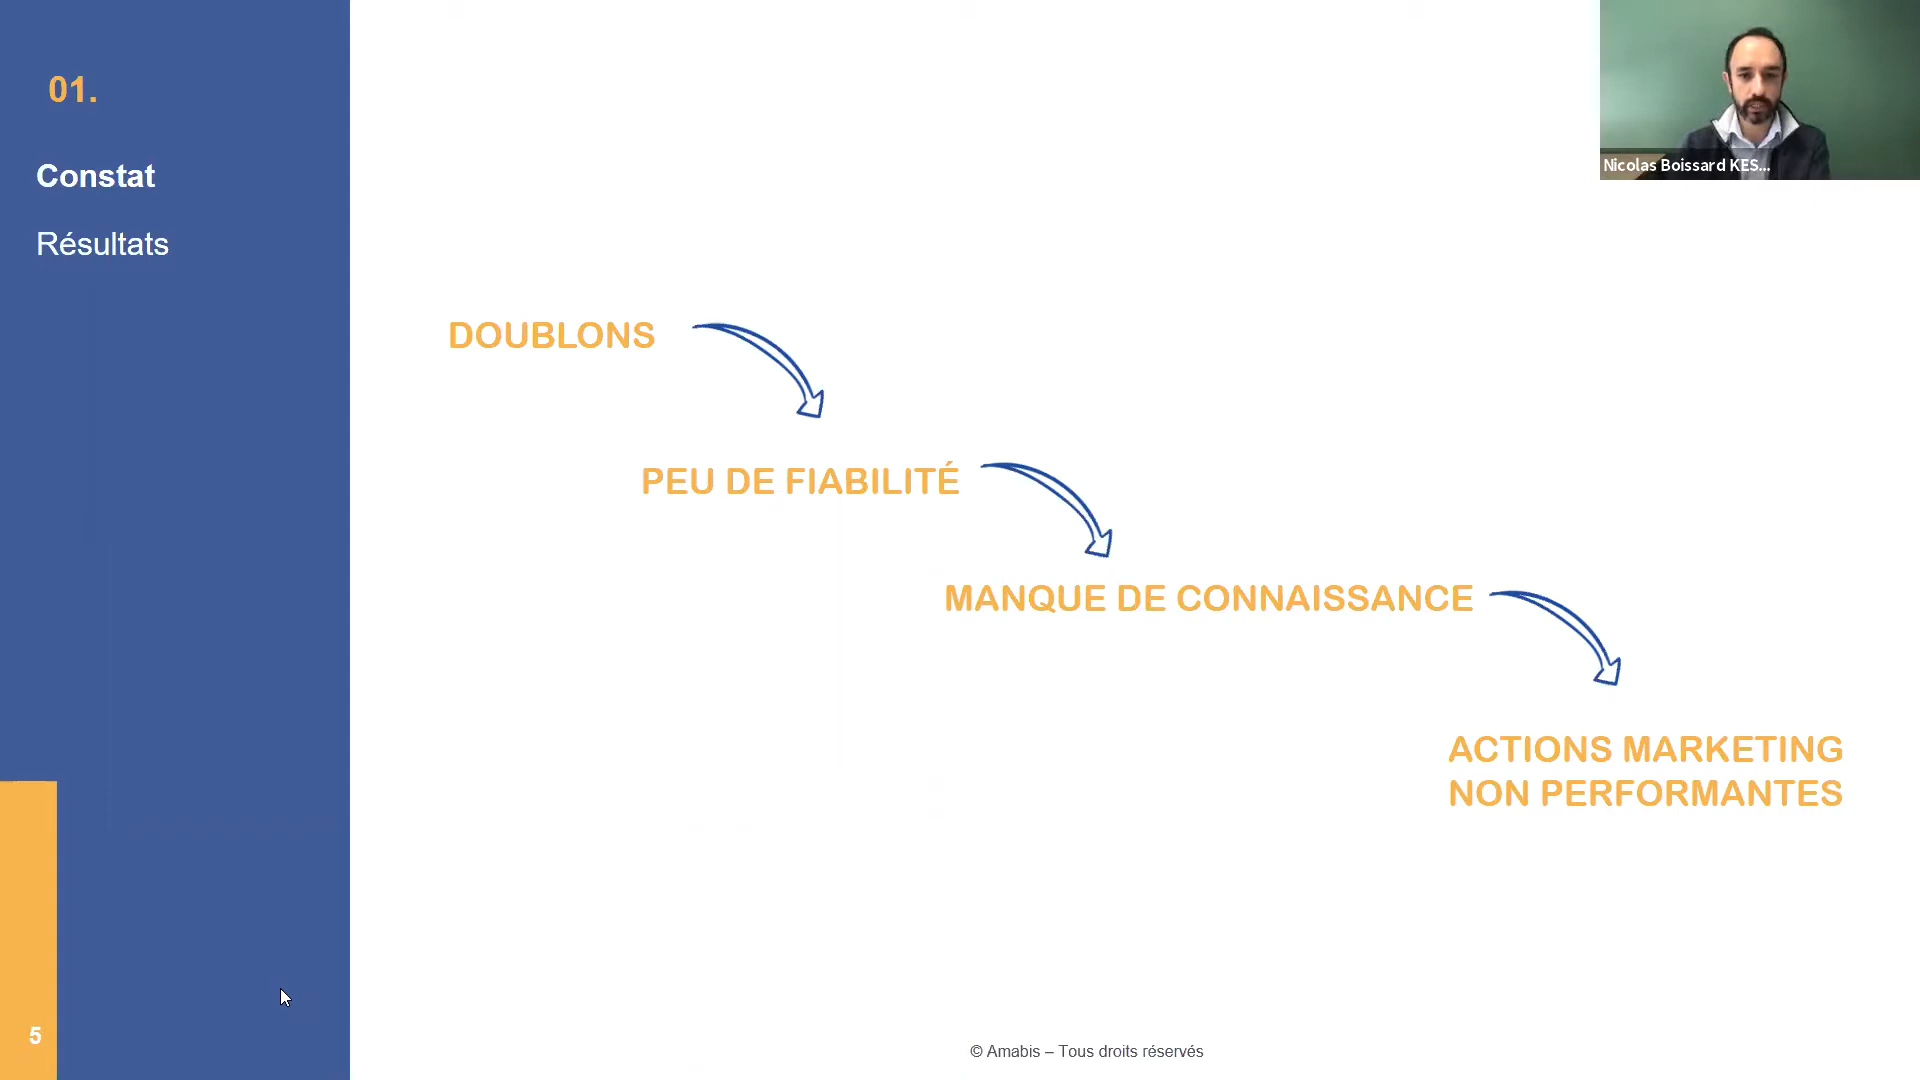 01.
Constat
Résultats
Nicolas Boissard KES...
DOUBLONS
PEU DE FIABILITÉ
MANQUE DE CONNAISSANCE
ACTIONS MARKETING
NON PERFORMANTES
5
© Amabis – Tous droits réservés